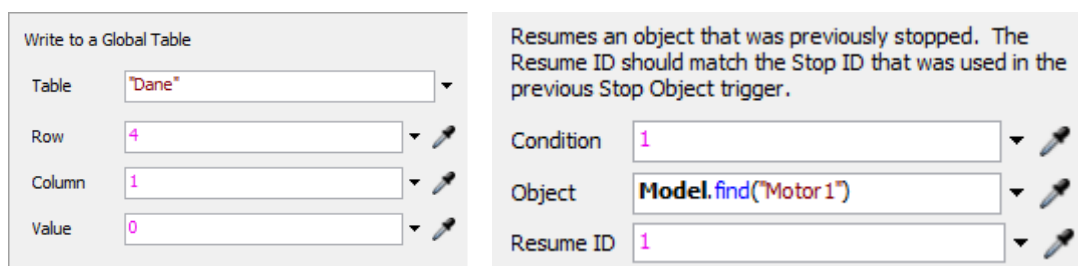 Write to a Global Table
Table "Dane"
Row 4
Column 1
Value 0
Resumes an object that was previously stopped. The
Resume ID should match the Stop ID that was used in the
previous Stop Object trigger.
Condition 1
Object Model.find("Motor1")
Resume ID 1